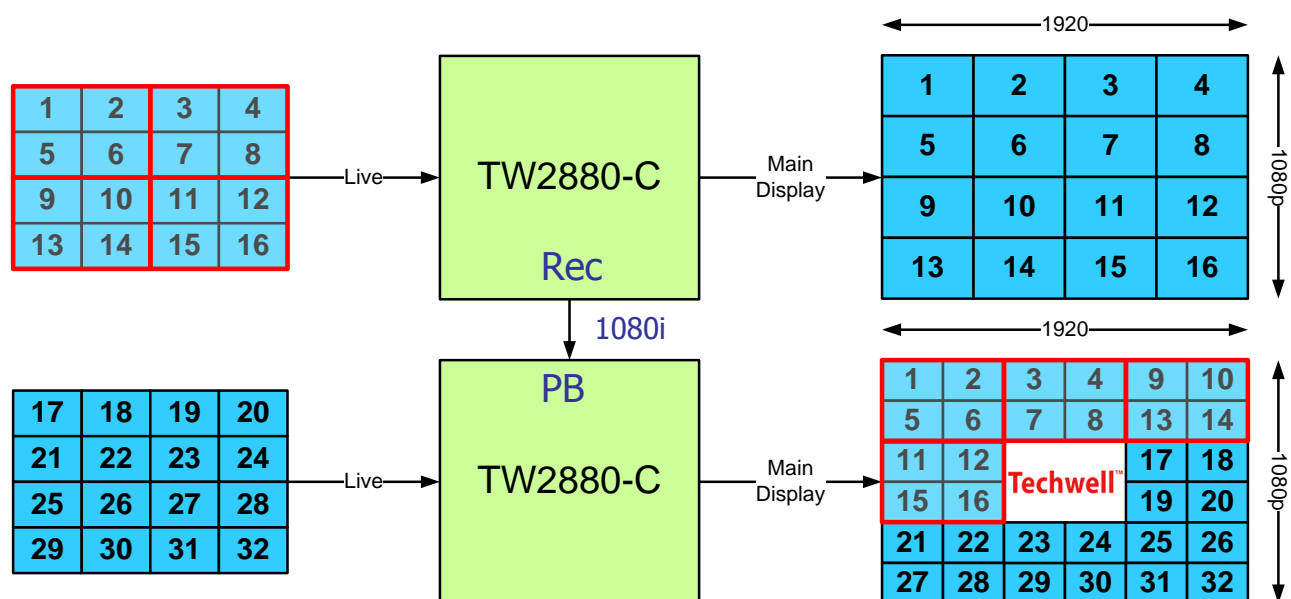 1920
1 2 3 4
5 6 7 8
9 10 11 12
13 14 15 16
Live
TW2880-C
Rec
Main
Display
1 2 3 4
5 6 7 8
9 10 11 12
13 14 15 16
1080p
1080i
1920
17 18 19 20
21 22 23 24
25 26 27 28
29 30 31 32
Live
PB
TW2880-C
Main
Display
1 2 3 4 9 10
5 6 7 8 13 14
11 12 Techwell™ 17 18
15 16 19 20
21 22 23 24 25 26
27 28 29 30 31 32
1080p